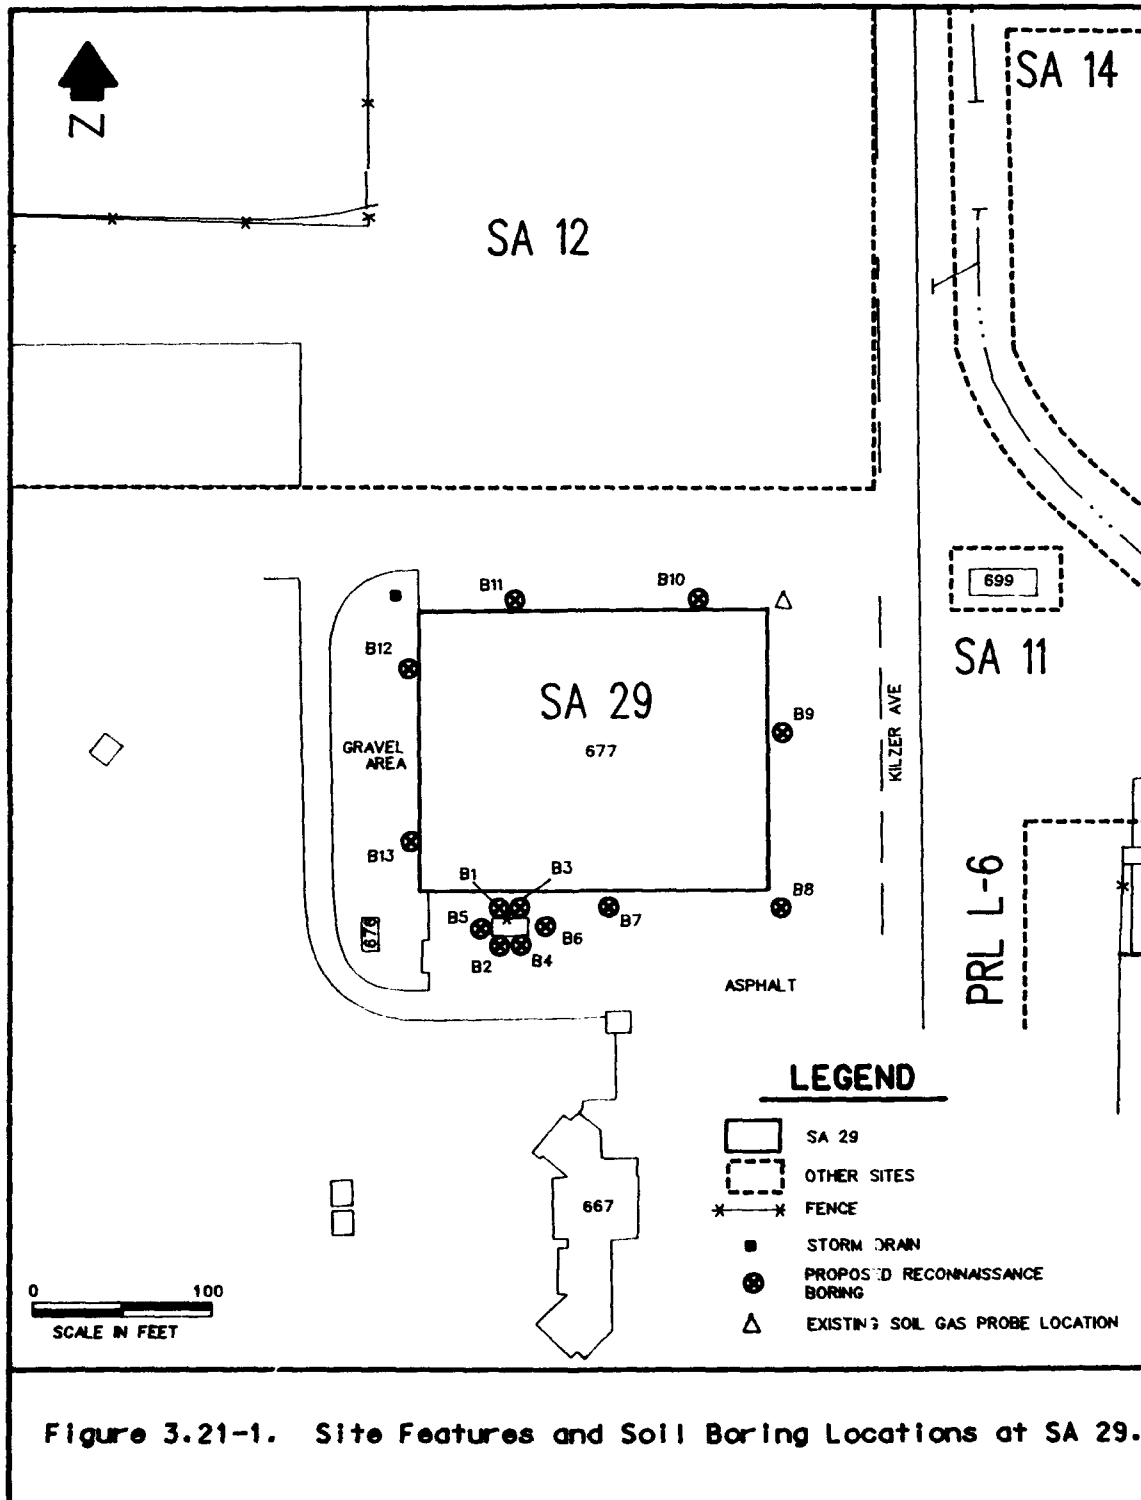 SA 14
N
SA 12
699
B11
B10
SA 11
B12
SA 29
677
B9
KILZER AVE
GRAVEL
AREA
B13
B1
B3
B8
PRL L-6
B5
B7
B6
676
B2
B4
ASPHALT
LEGEND
SA 29
OTHER SITES
FENCE
667
STORM DRAIN
PROPOSED RECONNAISSANCE
BORING
EXISTING SOIL GAS PROBE LOCATION
0 100
SCALE IN FEET
Figure 3.21-1. Site Features and Soil Boring Locations at SA 29.